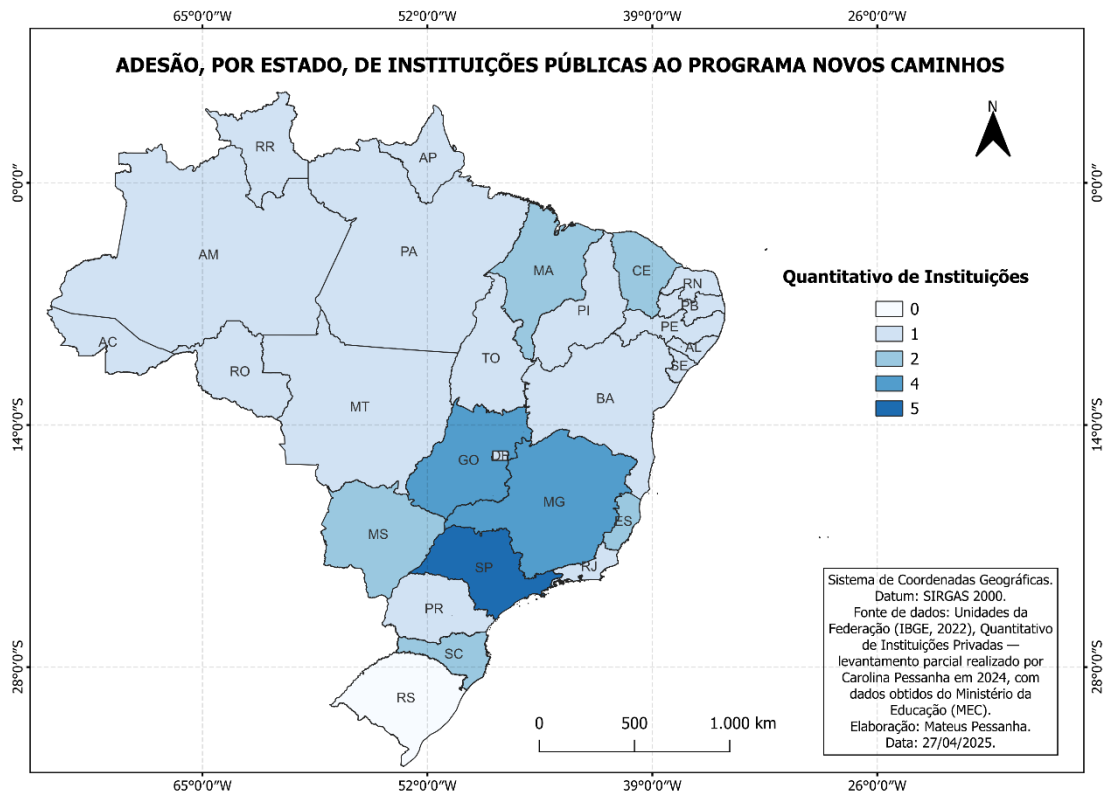 65°0'0"W 52°0'0"W 39°0'0"W 26°0'0"W
ADESÃO, POR ESTADO, DE INSTITUIÇÕES PÚBLICAS AO PROGRAMA NOVOS CAMINHOS
N
RR
AP
0°0'0" 0°0'0"
AM
PA
MA
CE
RN
PB
PI
PE
AL
SE
AC
RO
TO
MT
BA
Quantitativo de Instituições
0
1
2
4
5
14°0'0"S 14°0'0"S
GO
DF
MG
ES
MS
SP
RJ
PR
SC
RS
28°0'0"S 28°0'0"S
0 500 1.000 km
Sistema de Coordenadas Geográficas.
Datum: SIRGAS 2000.
Fonte de dados: Unidades da
Federação (IBGE, 2022), Quantitativo
de Instituições Privadas —
levantamento parcial realizado por
Carolina Pessanha em 2024, com
dados obtidos do Ministério da
Educação (MEC).
Elaboração: Mateus Pessanha.
Data: 27/04/2025.
65°0'0"W 52°0'0"W 39°0'0"W 26°0'0"W